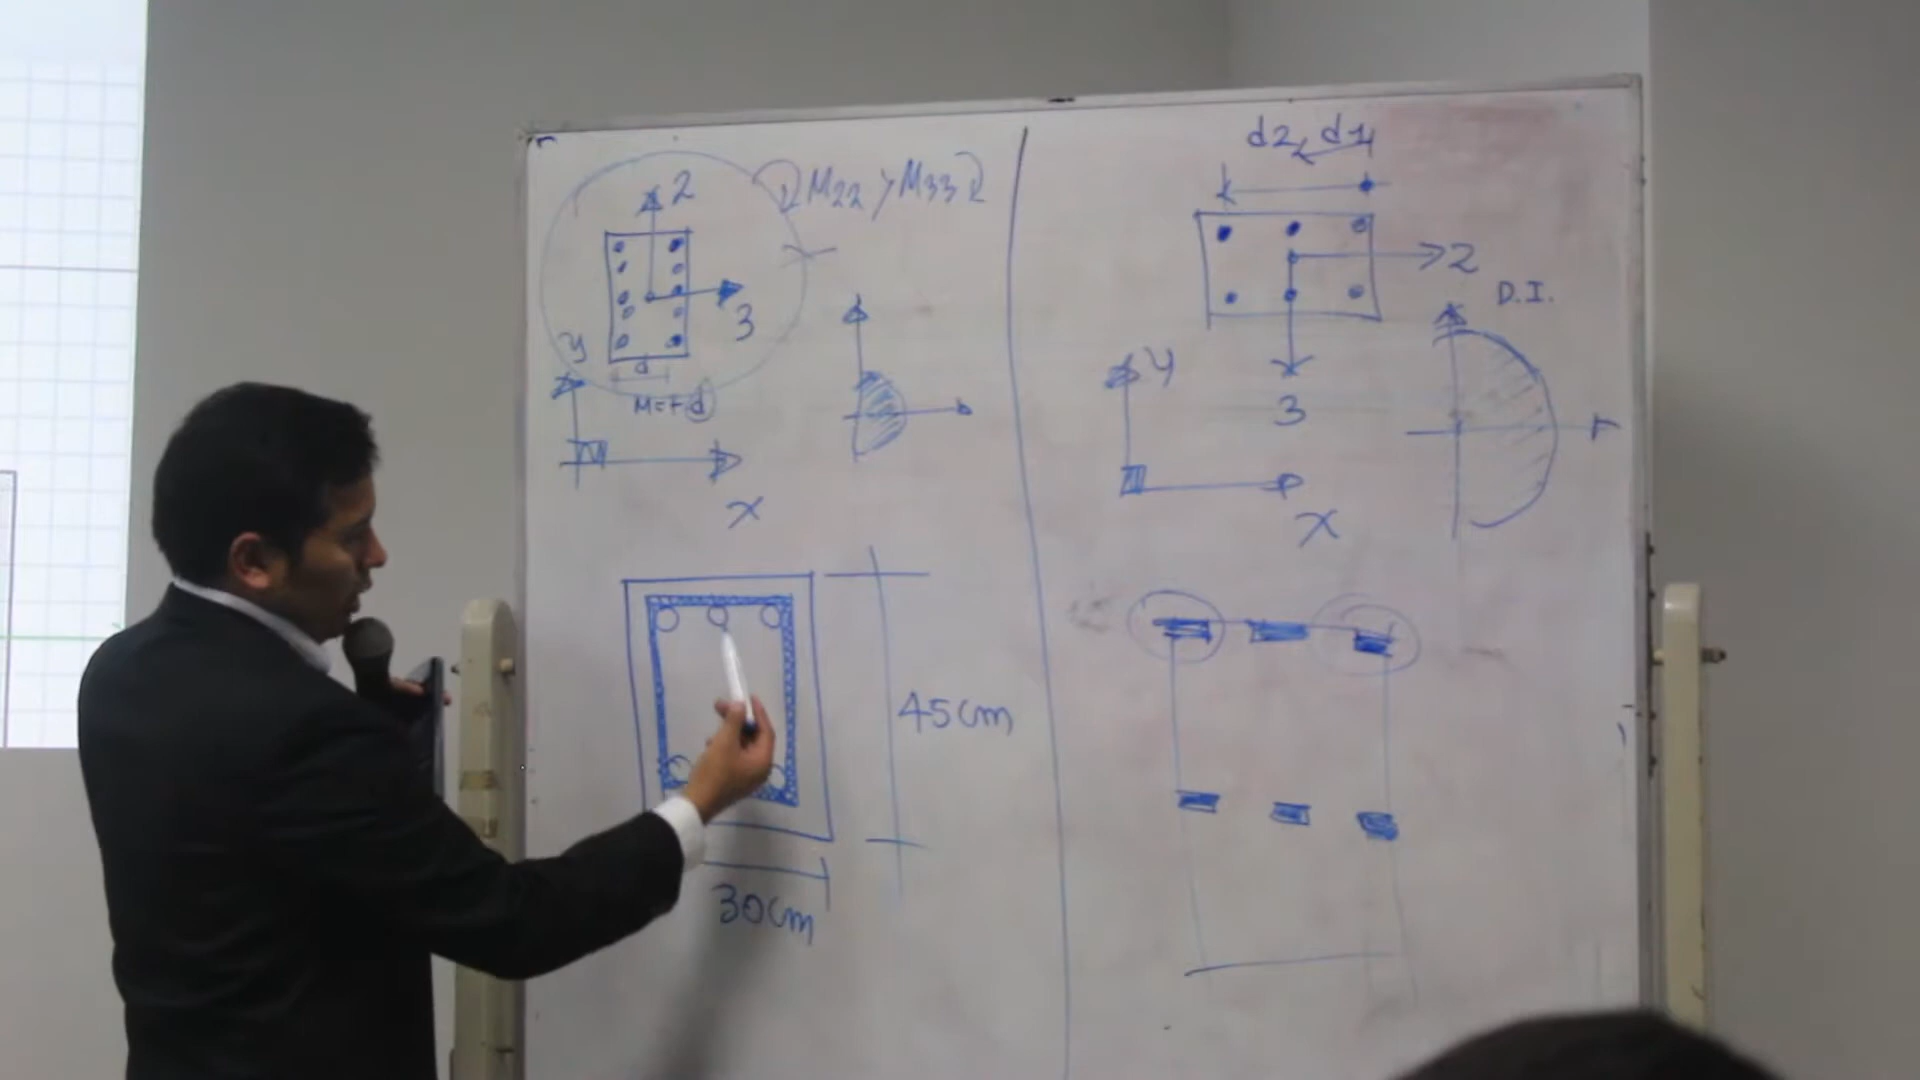 2
M22 > M33
3
y
d
M=F.d
x
45cm
30cm
d2, d1
2
D.I.
3
y
x